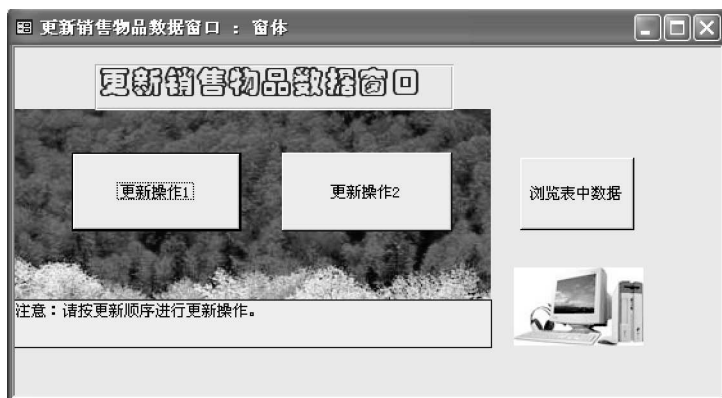 更新销售物品数据窗口 : 窗体
更新销售物品数据窗口
更新操作1
更新操作2
浏览表中数据
注意：请按更新顺序进行更新操作。